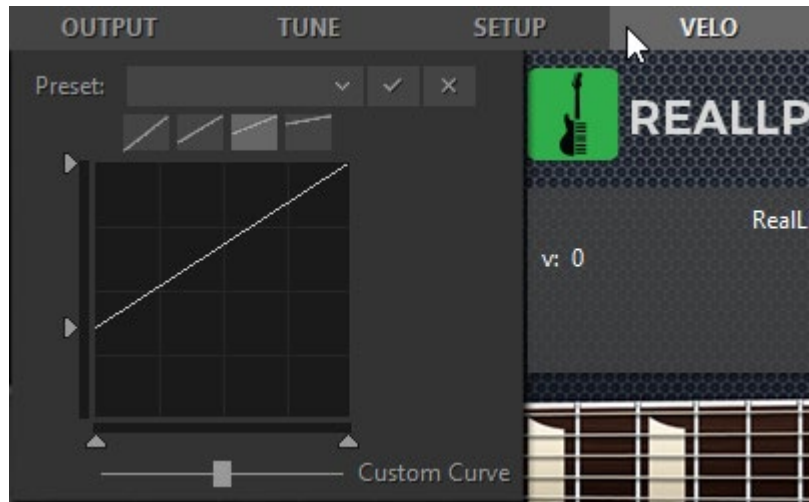 OUTPUT TUNE SETUP VELO
Preset:
REALLP
RealL
v: 0
Custom Curve